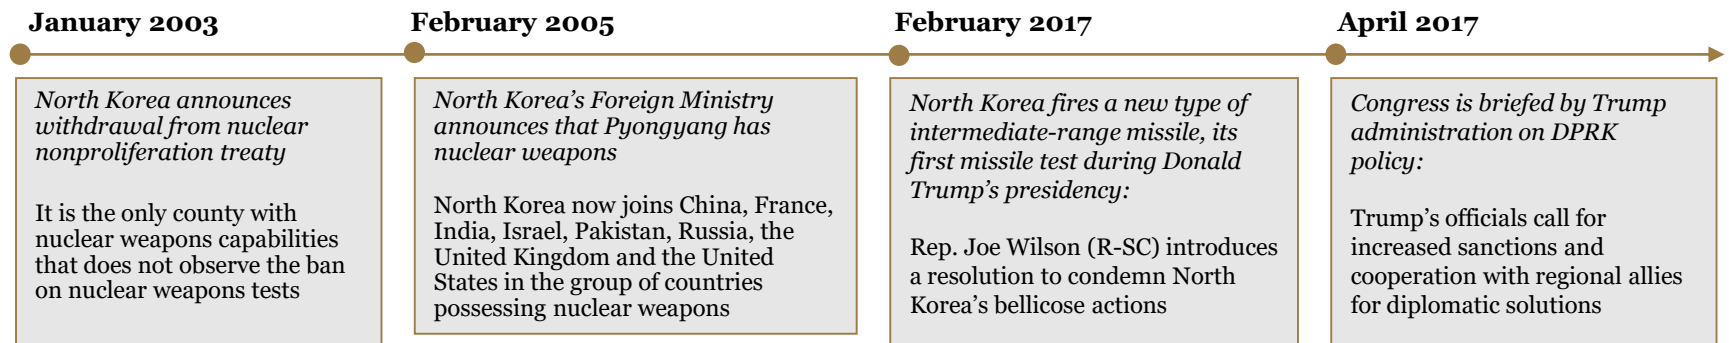 January 2003
North Korea announces
withdrawal from nuclear
nonproliferation treaty
It is the only county with
nuclear weapons capabilities
that does not observe the ban
on nuclear weapons tests
February 2005
North Korea’s Foreign Ministry
announces that Pyongyang has
nuclear weapons
North Korea now joins China, France,
India, Israel, Pakistan, Russia, the
United Kingdom and the United
States in the group of countries
possessing nuclear weapons
February 2017
North Korea fires a new type of
intermediate-range missile, its
first missile test during Donald
Trump’s presidency:
Rep. Joe Wilson (R-SC) introduces
a resolution to condemn North
Korea’s bellicose actions
April 2017
Congress is briefed by Trump
administration on DPRK
policy:
Trump’s officials call for
increased sanctions and
cooperation with regional allies
for diplomatic solutions